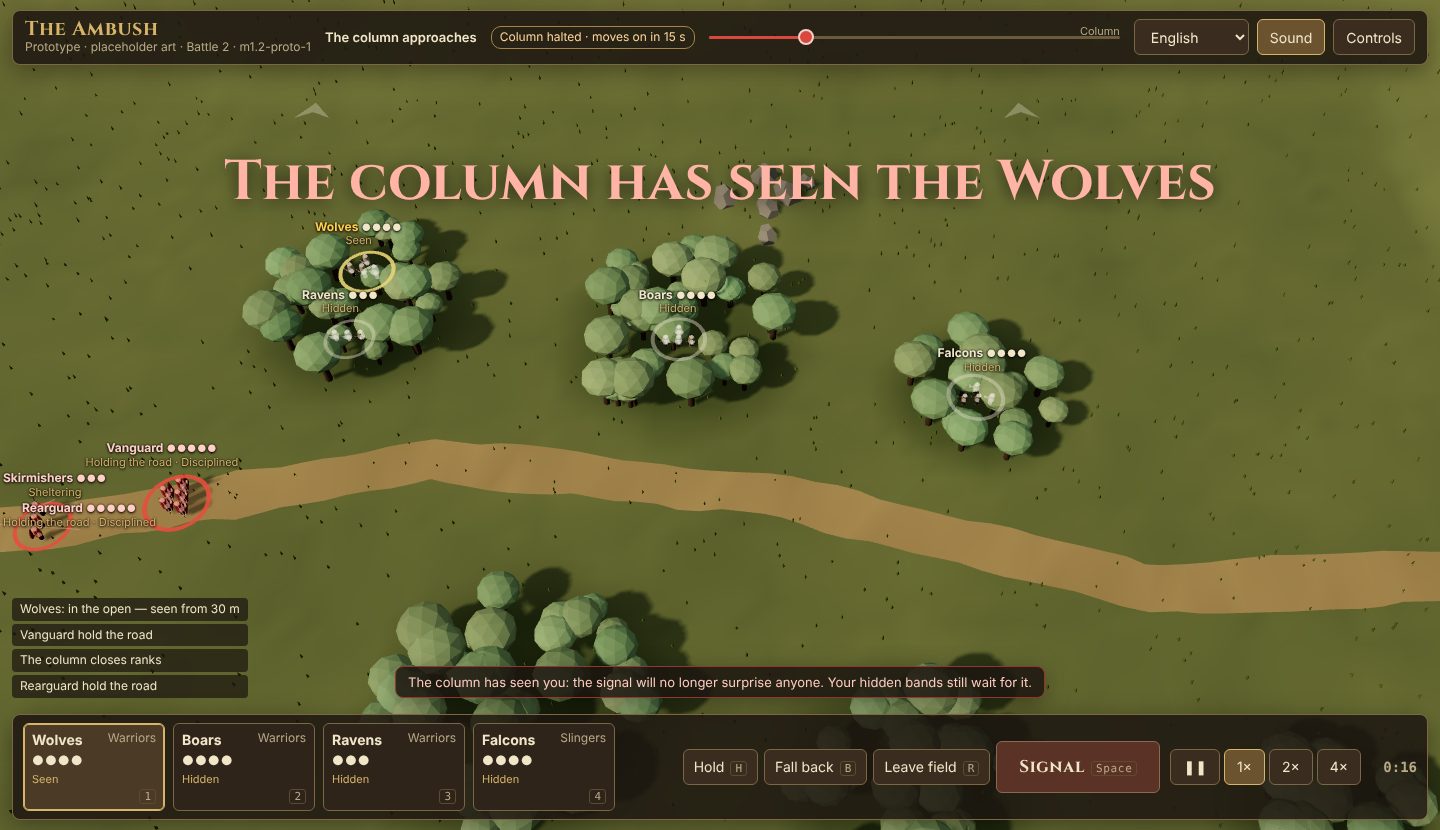 The Ambush
Prototype · placeholder art · Battle 2 · m1.2-proto-1
The column approaches
Column halted · moves on in 15 s
Column
English
Sound
Controls
The column has seen the Wolves
Wolves
Seen
Ravens
Hidden
Boars
Hidden
Falcons
Hidden
Vanguard
Holding the road · Disciplined
Skirmishers
Sheltering
Rearguard
Holding the road · Disciplined
Wolves: in the open — seen from 30 m
Vanguard hold the road
The column closes ranks
Rearguard hold the road
The column has seen you: the signal will no longer surprise anyone. Your hidden bands still wait for it.
Wolves Warriors
Seen
1
Boars Warriors
Hidden
2
Ravens Warriors
Hidden
3
Falcons Slingers
Hidden
4
Hold H
Fall back B
Leave field R
Signal Space
1×
2×
4×
0:16